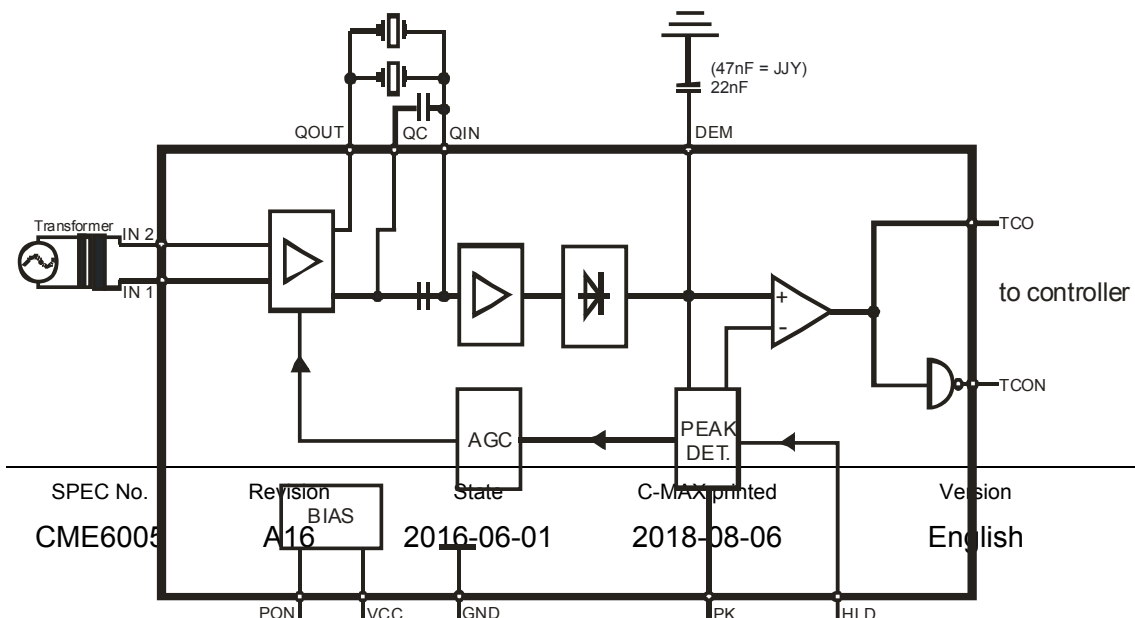 (47nF = JJY)
22nF
QOUT
QC
QIN
DEM
Transformer
IN 2
IN 1
TCO
to controller
+
-
TCON
AGC
PEAK
DET.
SPEC No.
Revision
State
C-MAX printed
Version
BIAS
CME6005
A16
2016-06-01
2018-08-06
English
PON
VCC
GND
PK
HLD